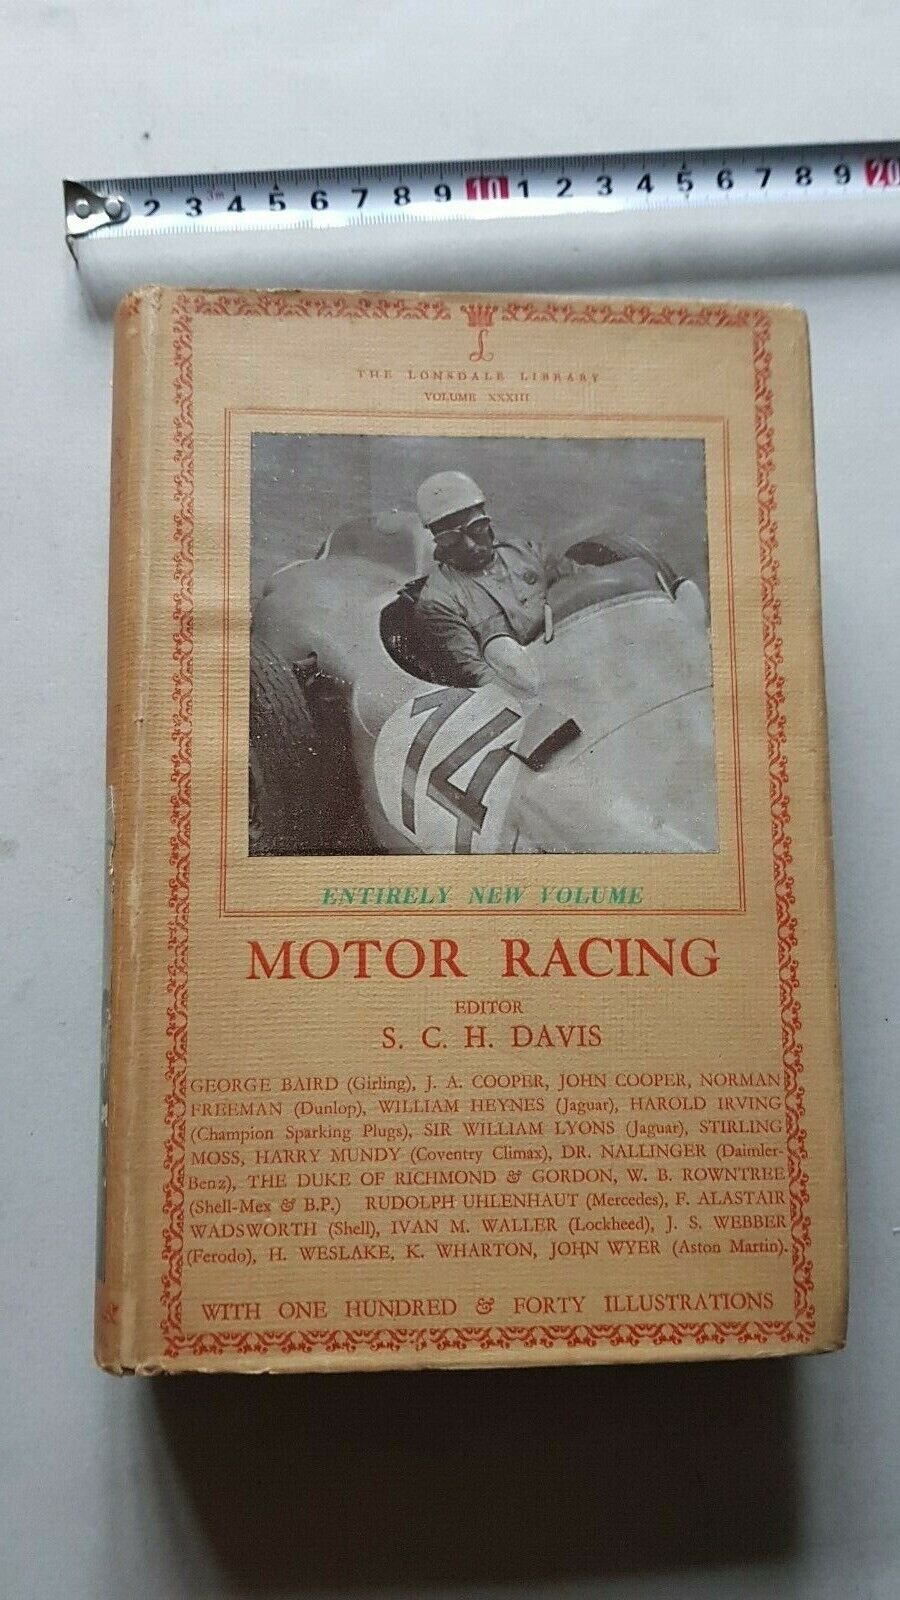 3m
2 3 4 5 6 7 8 9 10 1 2 3 4 5 6 7 8 9 20
L
THE LONSDALE LIBRARY
VOLUME XXXIII
14
ENTIRELY NEW VOLUME
MOTOR RACING
EDITOR
S. C. H. DAVIS
GEORGE BAIRD (Girling), J. A. COOPER, JOHN COOPER, NORMAN
FREEMAN (Dunlop), WILLIAM HEYNES (Jaguar), HAROLD IRVING
(Champion Sparking Plugs), SIR WILLIAM LYONS (Jaguar), STIRLING
MOSS, HARRY MUNDY (Coventry Climax), DR. NALLINGER (Daimler-
Benz), THE DUKE OF RICHMOND & GORDON, W. B. ROWNTREE
(Shell-Mex & B.P.) RUDOLPH UHLENHAUT (Mercedes), F. ALASTAIR
WADSWORTH (Shell), IVAN M. WALLER (Lockheed), J. S. WEBBER
(Ferodo), H. WESLAKE, K. WHARTON, JOHN WYER (Aston Martin).
WITH ONE HUNDRED & FORTY ILLUSTRATIONS